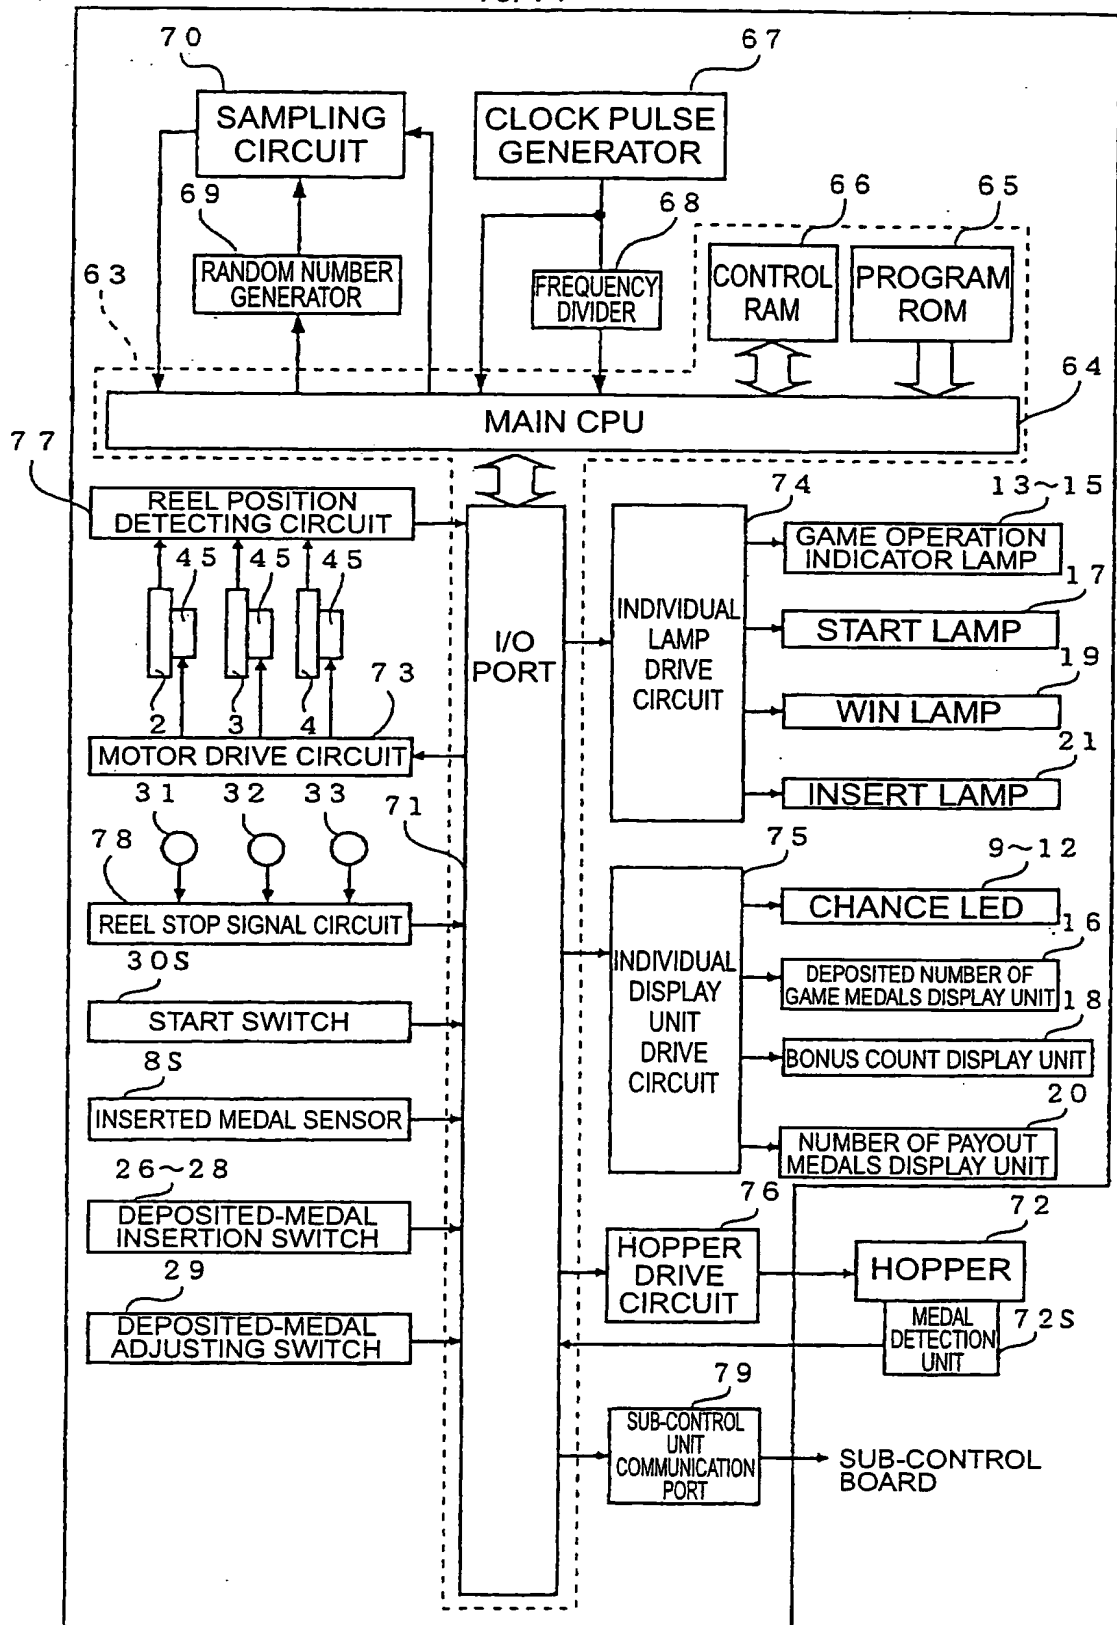 70
67
SAMPLING
CIRCUIT
CLOCK PULSE
GENERATOR
69
68
66
65
63
RANDOM NUMBER
GENERATOR
FREQUENCY
DIVIDER
CONTROL
RAM
PROGRAM
ROM
64
MAIN CPU
77
REEL POSITION
DETECTING CIRCUIT
74
13~15
GAME OPERATION
INDICATOR LAMP
45
45
45
17
INDIVIDUAL
LAMP
DRIVE
CIRCUIT
START LAMP
I/O
PORT
73
19
2
3
4
WIN LAMP
MOTOR DRIVE CIRCUIT
21
INSERT LAMP
31
32
33
71
78
75
9~12
REEL STOP SIGNAL CIRCUIT
CHANCE LED
30S
16
INDIVIDUAL
DISPLAY
UNIT
DRIVE
CIRCUIT
DEPOSITED NUMBER OF
GAME MEDALS DISPLAY UNIT
START SWITCH
18
BONUS COUNT DISPLAY UNIT
8S
INSERTED MEDAL SENSOR
20
NUMBER OF PAYOUT
MEDALS DISPLAY UNIT
26~28
DEPOSITED-MEDAL
INSERTION SWITCH
76
72
HOPPER
DRIVE
CIRCUIT
HOPPER
29
DEPOSITED-MEDAL
ADJUSTING SWITCH
MEDAL
DETECTION
UNIT
72S
79
SUB-CONTROL
UNIT
COMMUNICATION
PORT
SUB-CONTROL
BOARD